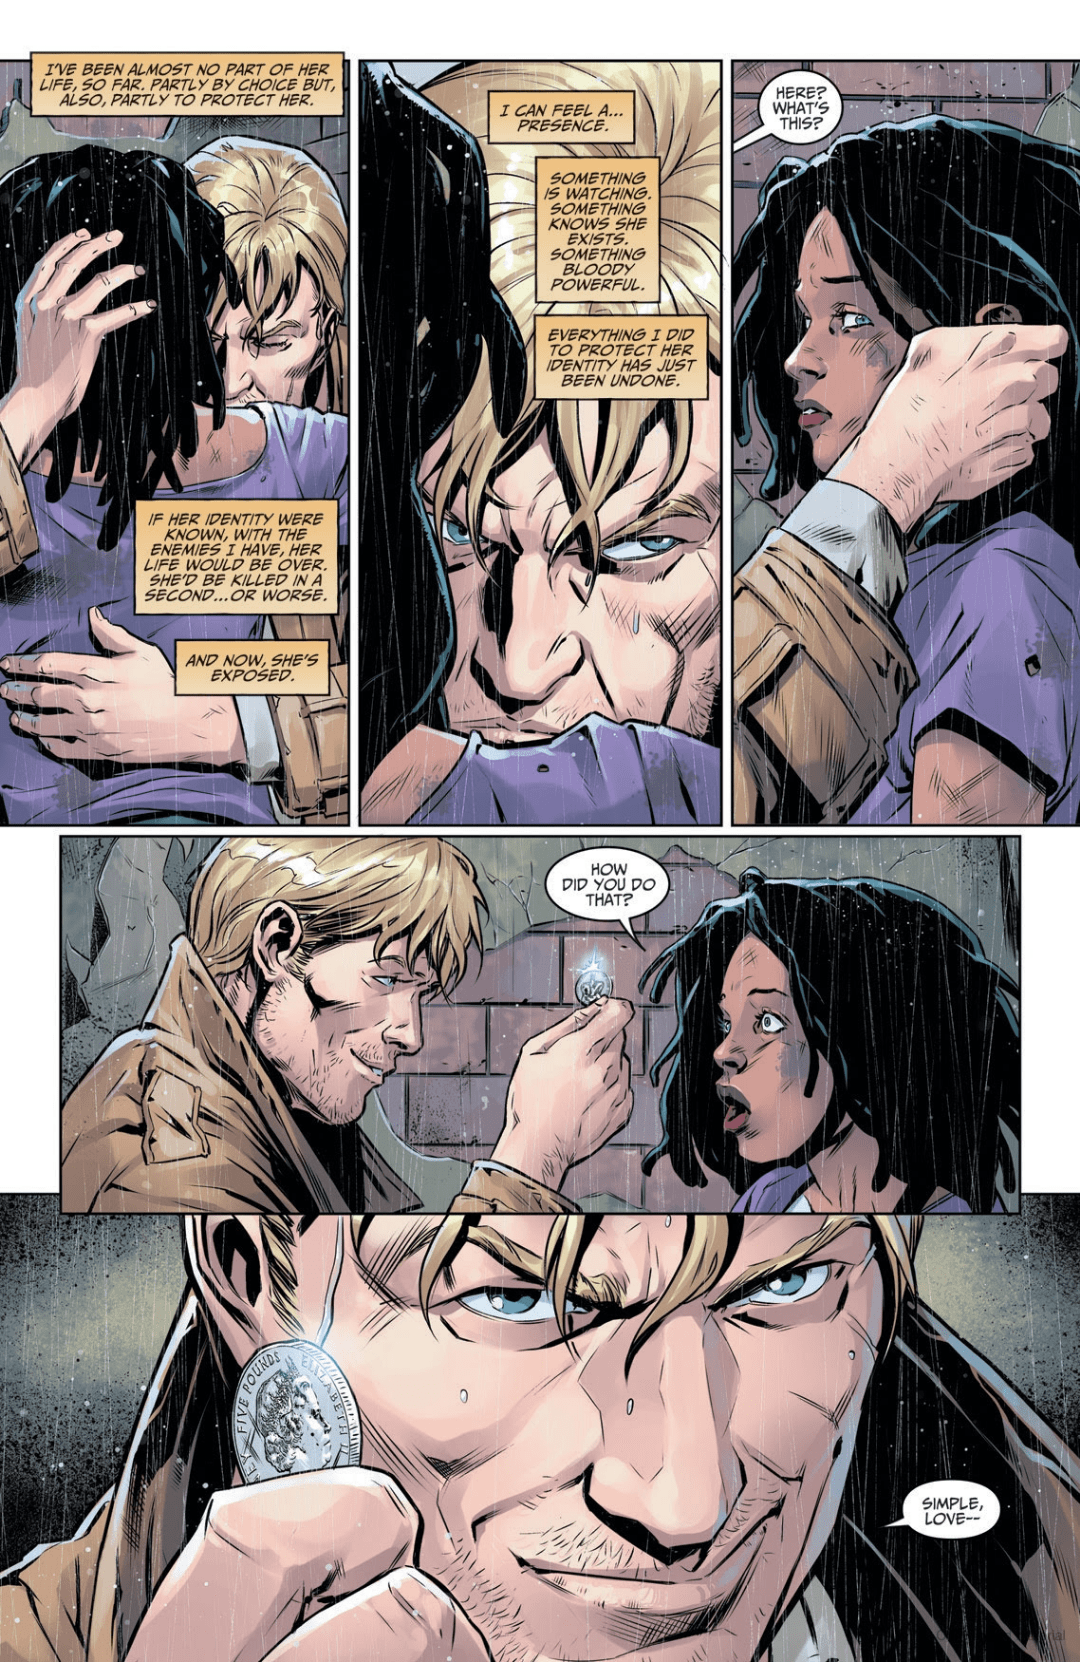 I'VE BEEN ALMOST NO PART OF HER
LIFE, SO FAR. PARTLY BY CHOICE BUT,
ALSO, PARTLY TO PROTECT HER.
IF HER IDENTITY WERE
KNOWN, WITH THE
ENEMIES I HAVE, HER
LIFE WOULD BE OVER.
SHE'D BE KILLED IN A
SECOND...OR WORSE.
AND NOW, SHE'S
EXPOSED.
I CAN FEEL A...
PRESENCE.
SOMETHING
IS WATCHING.
SOMETHING
KNOWS SHE
EXISTS.
SOMETHING
BLOODY
POWERFUL.
EVERYTHING I DID
TO PROTECT HER
IDENTITY HAS JUST
BEEN UNDONE.
HERE?
WHAT'S
THIS?
HOW
DID YOU DO
THAT?
FIVE POUNDS
ELIZABETH II
SIMPLE,
LOVE--